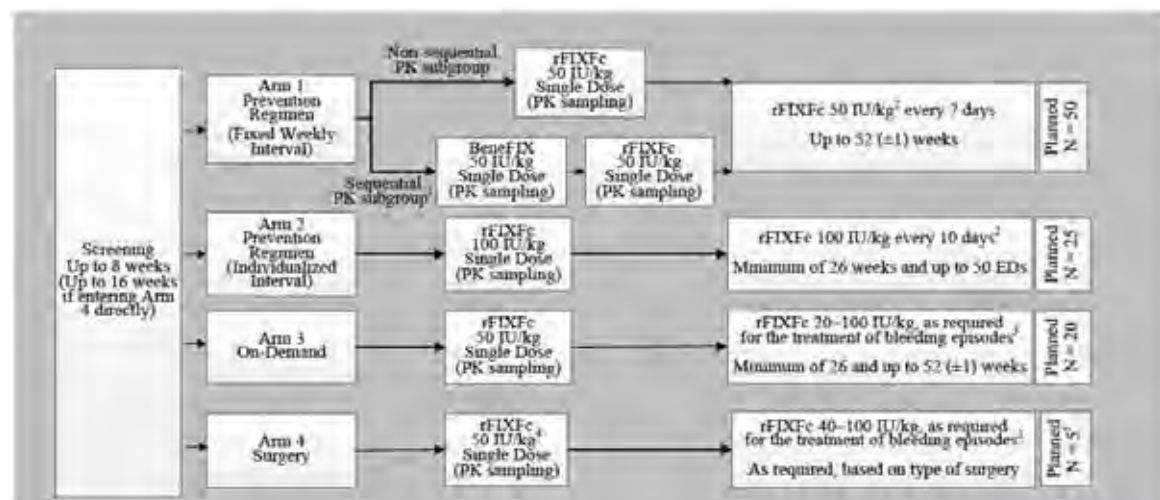 Screening
Up to 8 weeks
(Up to 16 weeks
if entering Arm
4 directly)
Arm 1
Prevention
Regimen
(Fixed Weekly
Interval)
Non-sequential
PK subgroup
rFIXFc
50 IU/kg
Single Dose
(PK sampling)
Sequential
PK subgroup
BeneFIX
50 IU/kg
Single Dose
(PK sampling)
rFIXFc
50 IU/kg
Single Dose
(PK sampling)
rFIXFc 50 IU/kg² every 7 days
Up to 52 (±1) weeks
Planned
N = 50
Arm 2
Prevention
Regimen
(Individualized
Interval)
rFIXFc
100 IU/kg
Single Dose
(PK sampling)
rFIXFc 100 IU/kg every 10 days²
Minimum of 26 weeks and up to 50 EDs
Planned
N = 25
Arm 3
On-Demand
rFIXFc
50 IU/kg
Single Dose
(PK sampling)
rFIXFc 20–100 IU/kg, as required
for the treatment of bleeding episodes
Minimum of 26 and up to 52 (±1) weeks
Planned
N = 20
Arm 4
Surgery
rFIXFc
50 IU/kg⁴
Single Dose
(PK sampling)
rFIXFc 40–100 IU/kg, as required
for the treatment of bleeding episodes
As required, based on type of surgery
Planned
N = 5